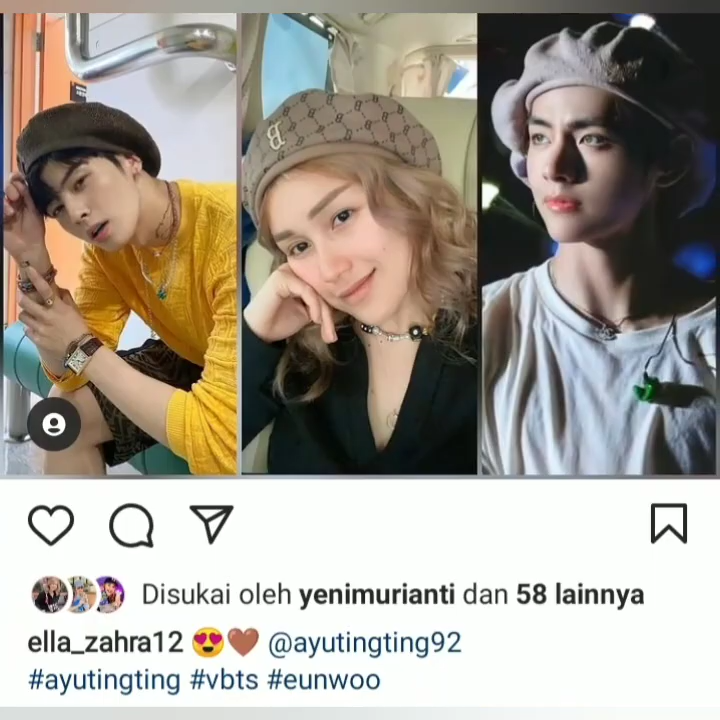 B
Disukai oleh yenimurianti dan 58 lainnya
ella_zahra12 😍🤎 @ayutingting92
#ayutingting #vbts #eunwoo